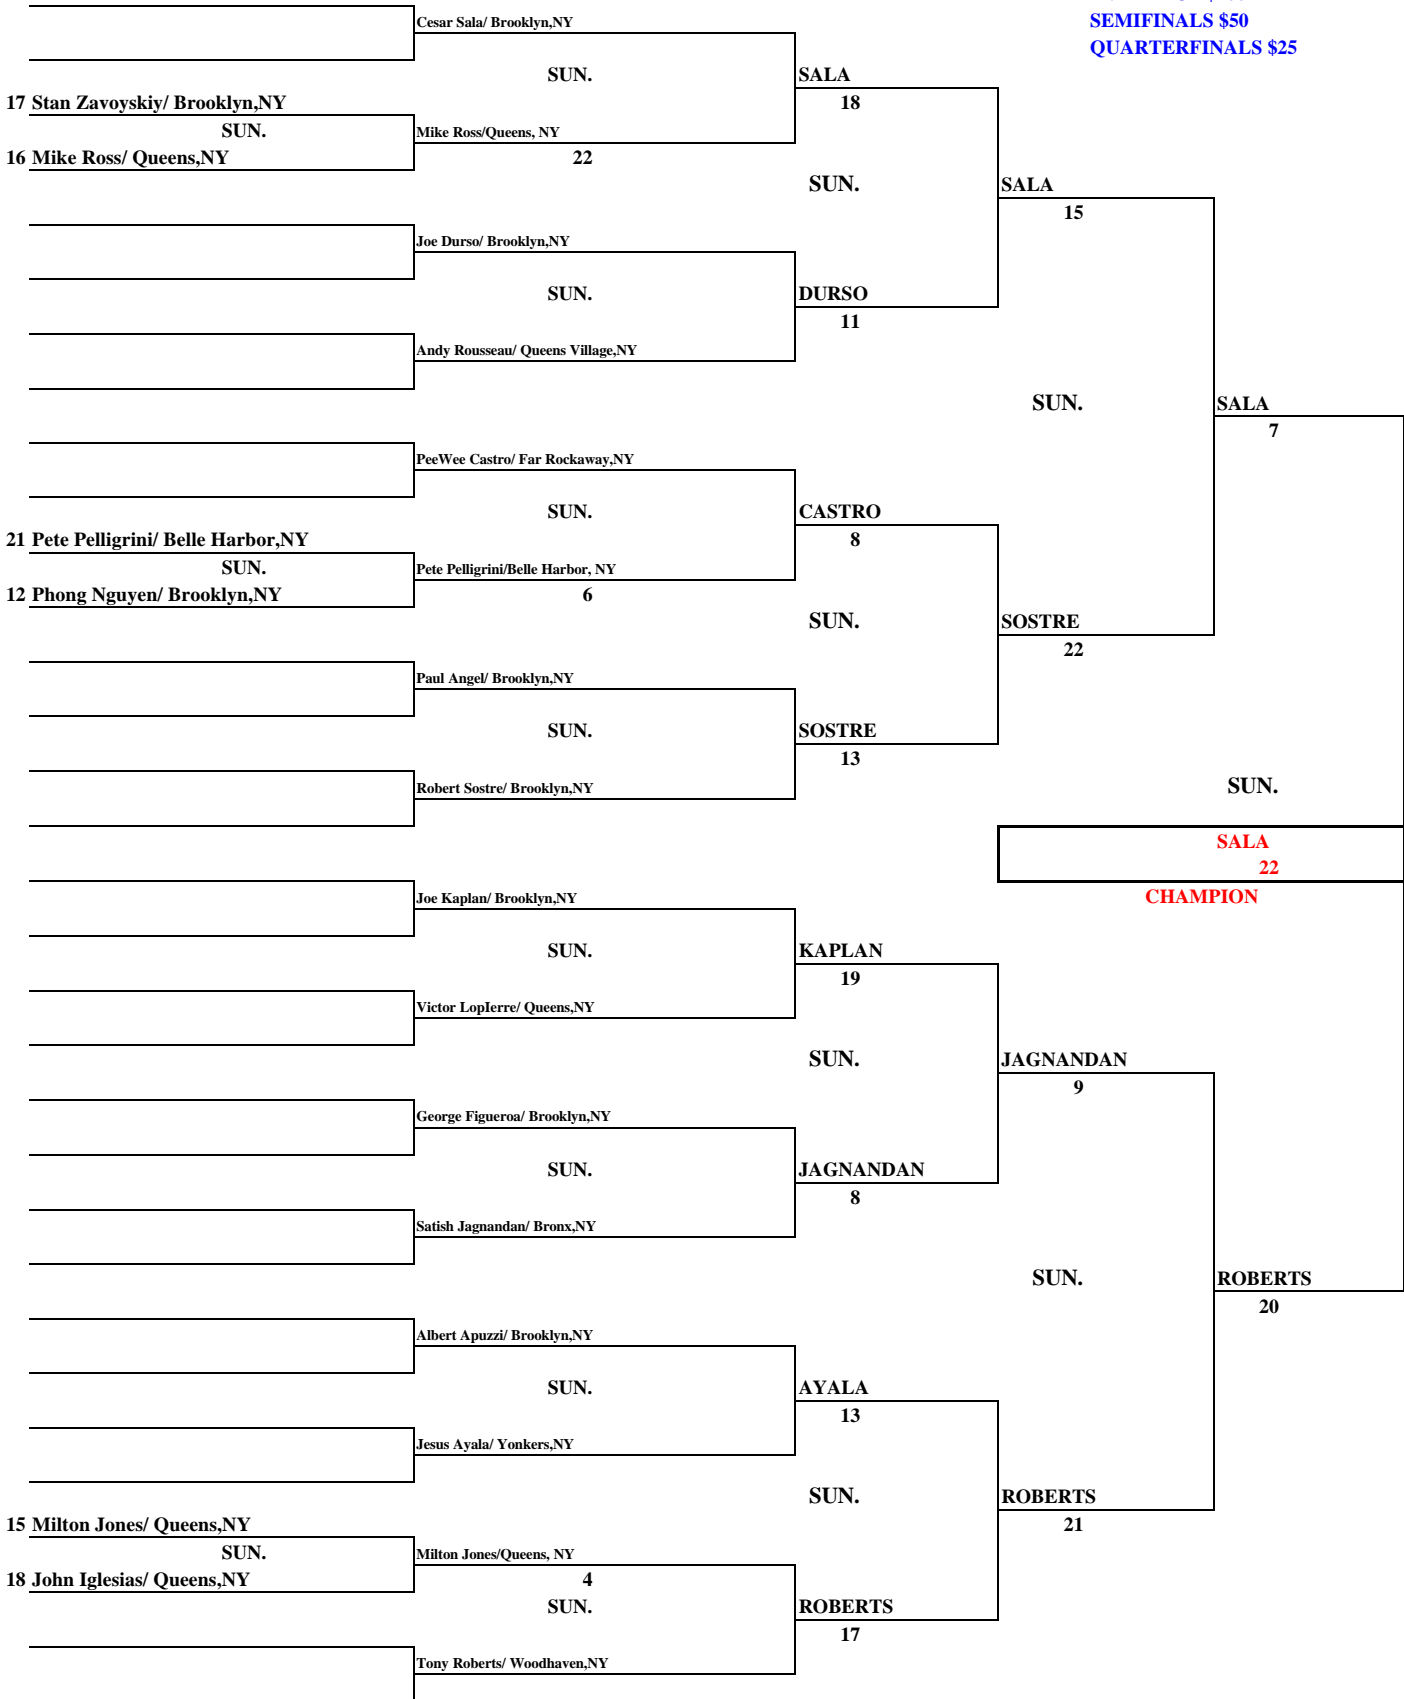 Cesar Sala/ Brooklyn,NY
SEMIFINALS $50
QUARTERFINALS $25
SUN.
SALA
17 Stan Zavoyskiy/ Brooklyn,NY
18
SUN.
Mike Ross/Queens, NY
16 Mike Ross/ Queens,NY
22
SUN.
SALA
15
Joe Durso/ Brooklyn,NY
SUN.
DURSO
11
Andy Rousseau/ Queens Village,NY
SUN.
SALA
7
PeeWee Castro/ Far Rockaway,NY
SUN.
CASTRO
21 Pete Pelligrini/ Belle Harbor,NY
8
SUN.
Pete Pelligrini/Belle Harbor, NY
12 Phong Nguyen/ Brooklyn,NY
6
SUN.
SOSTRE
22
Paul Angel/ Brooklyn,NY
SUN.
SOSTRE
13
Robert Sostre/ Brooklyn,NY
SUN.
SALA
22
CHAMPION
Joe Kaplan/ Brooklyn,NY
SUN.
KAPLAN
19
Victor LopIerre/ Queens,NY
SUN.
JAGNANDAN
9
George Figueroa/ Brooklyn,NY
SUN.
JAGNANDAN
8
Satish Jagnandan/ Bronx,NY
SUN.
ROBERTS
20
Albert Apuzzi/ Brooklyn,NY
SUN.
AYALA
13
Jesus Ayala/ Yonkers,NY
SUN.
ROBERTS
15 Milton Jones/ Queens,NY
21
SUN.
Milton Jones/Queens, NY
18 John Iglesias/ Queens,NY
4
SUN.
ROBERTS
17
Tony Roberts/ Woodhaven,NY